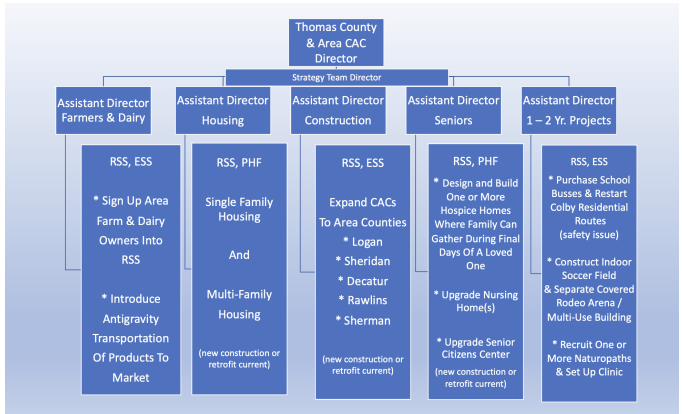 Thomas County
& Area CAC
Director
Strategy Team Director
Assistant Director
Farmers & Dairy
Assistant Director
Housing
Assistant Director
Construction
Assistant Director
Seniors
Assistant Director
1 – 2 Yr. Projects
RSS, ESS
* Sign Up Area
Farm & Dairy
Owners Into
RSS
* Introduce
Antigravity
Transportation
Of Products To
Market
RSS, PHF
Single Family
Housing
And
Multi-Family
Housing
(new construction or
retrofit current)
RSS, ESS
Expand CACs
To Area Counties
* Logan
* Sheridan
* Decatur
* Rawlins
* Sherman
(new construction or
retrofit current)
RSS, PHF
* Design and Build
One or More
Hospice Homes
Where Family Can
Gather During Final
Days Of A Loved
One
* Upgrade Nursing
Home(s)
* Upgrade Senior
Citizens Center
(new construction or
retrofit current)
RSS, ESS
* Purchase School
Busses & Restart
Colby Residential
Routes
(safety issue)
* Construct Indoor
Soccer Field
& Separate Covered
Rodeo Arena /
Multi-Use Building
* Recruit One or
More Naturopaths
& Set Up Clinic